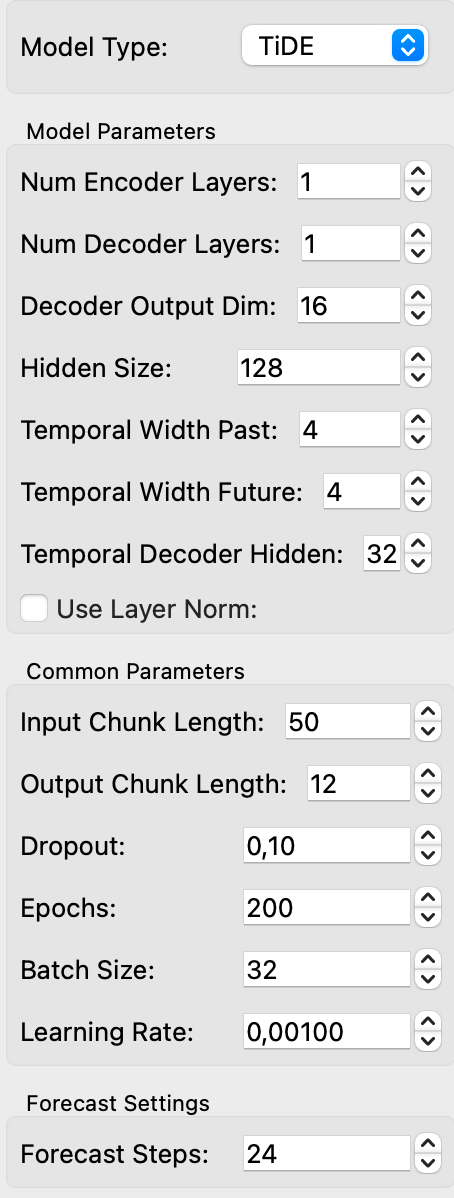 Model Type: TiDE
Model Parameters
Num Encoder Layers: 1
Num Decoder Layers: 1
Decoder Output Dim: 16
Hidden Size: 128
Temporal Width Past: 4
Temporal Width Future: 4
Temporal Decoder Hidden: 32
Use Layer Norm:
Common Parameters
Input Chunk Length: 50
Output Chunk Length: 12
Dropout: 0,10
Epochs: 200
Batch Size: 32
Learning Rate: 0,00100
Forecast Settings
Forecast Steps: 24